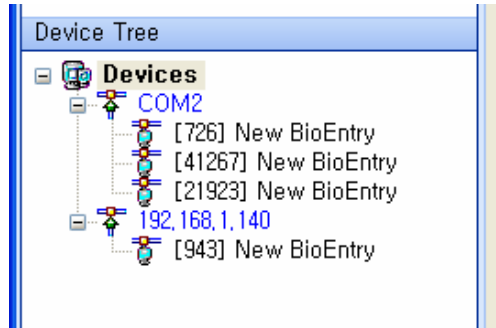 Device Tree
Devices
COM2
[726] New BioEntry
[41267] New BioEntry
[21923] New BioEntry
192,168,1,140
[943] New BioEntry